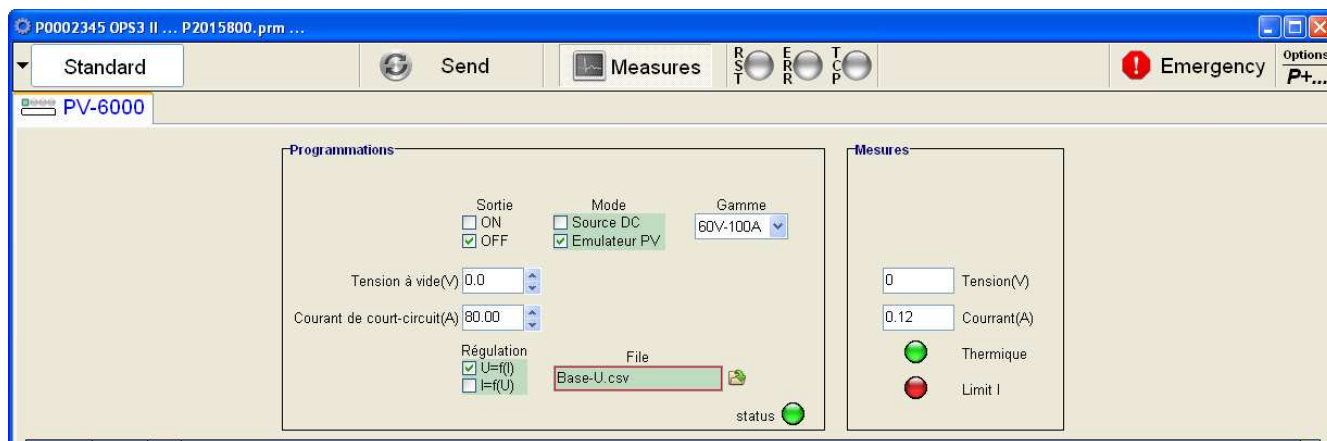 P0002345 OPS3 II ... P2015800.prm ...
Standard Send Measures RST ERR TCP Emergency Options P+...
PV-6000
Programmations
Sortie Mode Gamme
ON Source DC 60V-100A
OFF Emulateur PV
Tension à vide(V) 0.0
Courant de court-circuit(A) 80.00
Régulation File
U=f(I) Base-U.csv
I=f(U)
status
Mesures
0 Tension(V)
0.12 Courrant(A)
Thermique
Limit I